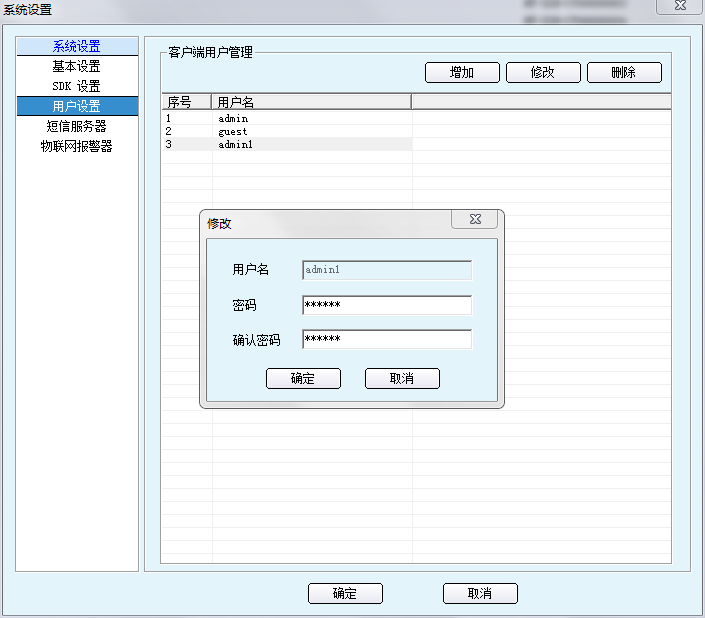 系统设置
系统设置
基本设置
SDK 设置
用户设置
短信服务器
物联网报警器
客户端用户管理
增加 修改 删除
序号 用户名
1 admin
2 guest
3 admin1
修改
用户名 admin1
密码 ******
确认密码 ******
确定 取消
确定 取消